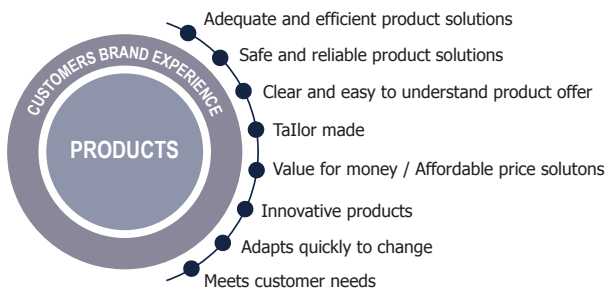 CUSTOMERS BRAND EXPERIENCE
PRODUCTS
Adequate and efficient product solutions
Safe and reliable product solutions
Clear and easy to understand product offer
TaIlor made
Value for money / Affordable price solutons
Innovative products
Adapts quickly to change
Meets customer needs